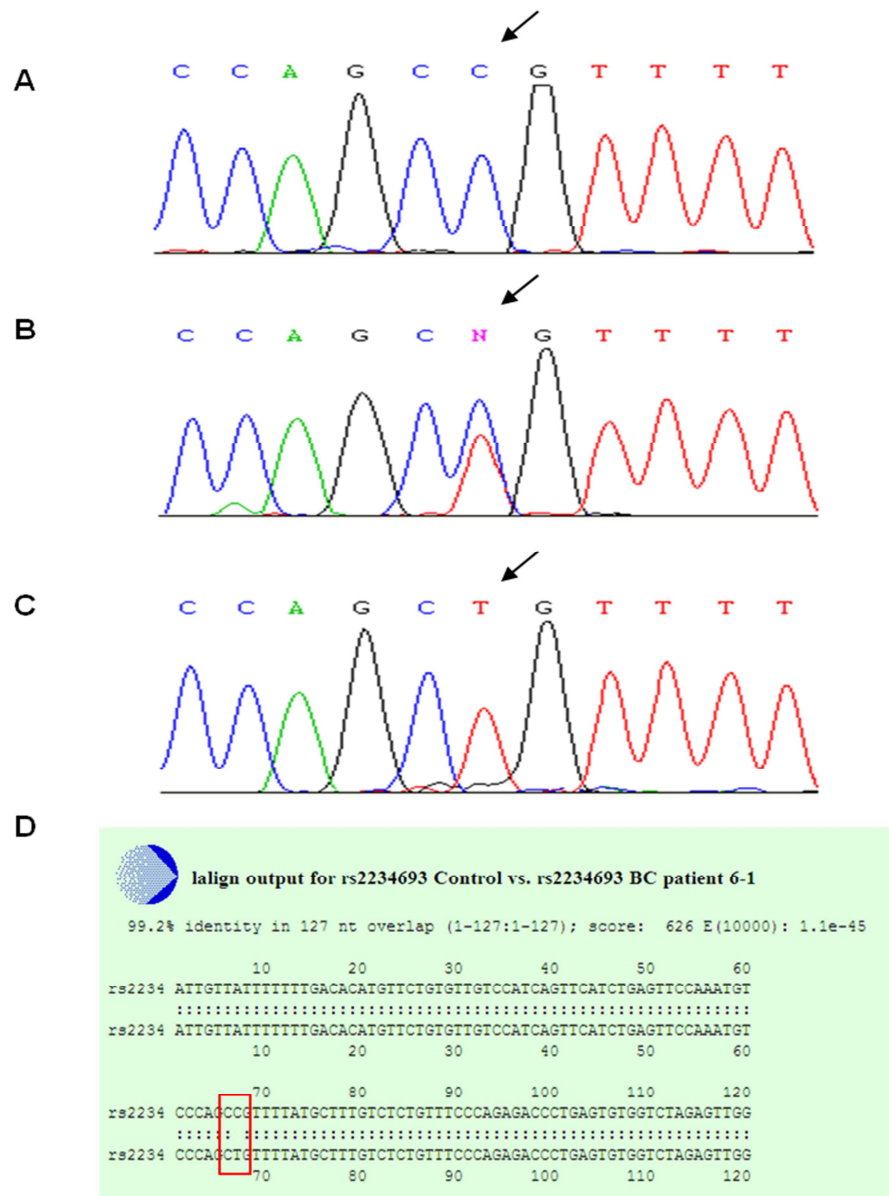 A
C C A G C C G T T T T
B
C C A G C N G T T T T
C
C C A G C T G T T T T
D
lalign output for rs2234693 Control vs. rs2234693 BC patient 6-1
99.2% identity in 127 nt overlap (1-127:1-127); score: 626 E(10000): 1.1e-45
10 20 30 40 50 60
rs2234 ATTGTTATTTTTTTGACACATGTTCTGTGTTGTCCATCAGTTCATCTGAGTTCCAAATGT
::::::::::::::::::::::::::::::::::::::::::::::::::::::::::::
rs2234 ATTGTTATTTTTTTGACACATGTTCTGTGTTGTCCATCAGTTCATCTGAGTTCCAAATGT
10 20 30 40 50 60
70 80 90 100 110 120
rs2234 CCCAGCCGTTTTATGCTTTGTCTCTGTTTCCCAGAGACCCTGAGTGTGGTCTAGAGTTGG
:::::: :::::::::::::::::::::::::::::::::::::::::::::::::::::
rs2234 CCCAGCTGTTTTATGCTTTGTCTCTGTTTCCCAGAGACCCTGAGTGTGGTCTAGAGTTGG
70 80 90 100 110 120